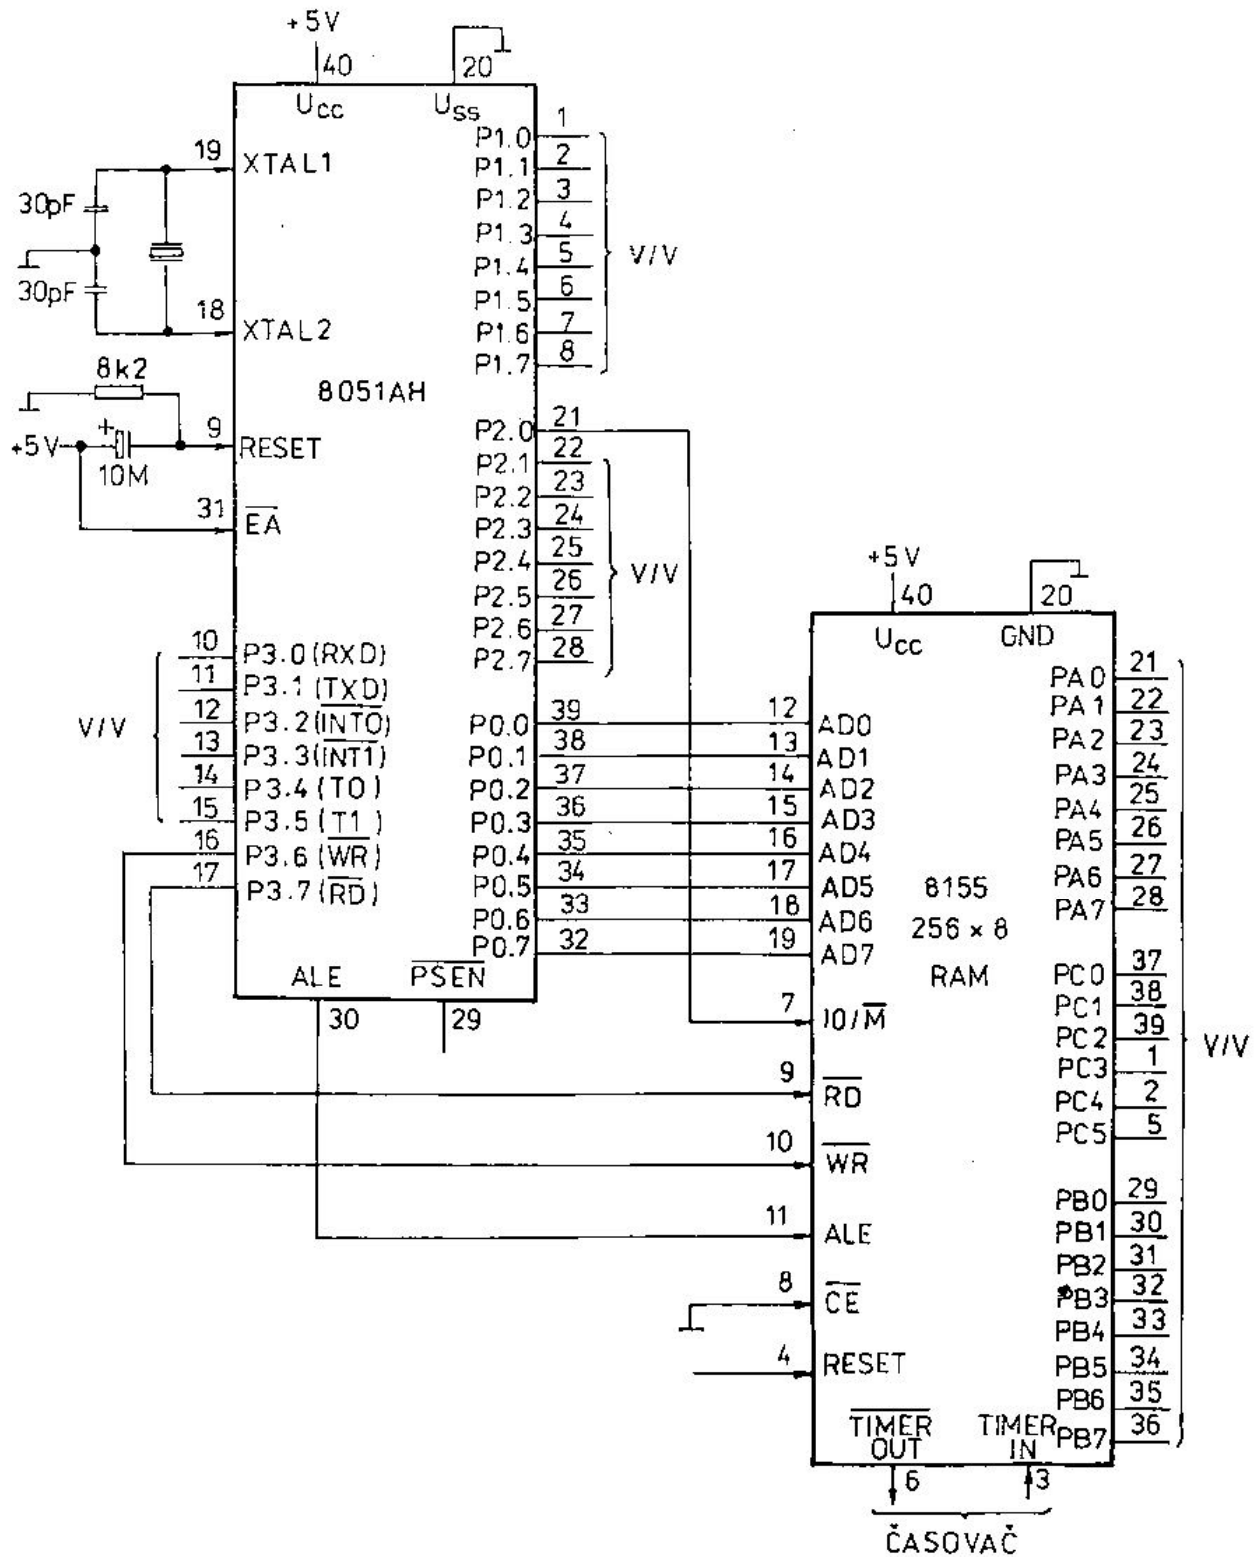 +5V
40
20
UCC
USS
19
XTAL1
30pF
30pF
18
XTAL2
8k2
8051AH
+5V
+
10M
9
RESET
31
EA
P1.0 1
P1.1 2
P1.2 3
P1.3 4
P1.4 5
P1.5 6
P1.6 7
P1.7 8
V/V
P2.0 21
P2.1 22
P2.2 23
P2.3 24
P2.4 25
P2.5 26
P2.6 27
P2.7 28
V/V
V/V
10 P3.0 (RXD)
11 P3.1 (TXD)
12 P3.2 (INT0)
13 P3.3 (INT1)
14 P3.4 (T0)
15 P3.5 (T1)
16 P3.6 (WR)
17 P3.7 (RD)
P0.0 39
P0.1 38
P0.2 37
P0.3 36
P0.4 35
P0.5 34
P0.6 33
P0.7 32
ALE
PSEN
30
29
+5V
40
20
UCC
GND
12 AD0
13 AD1
14 AD2
15 AD3
16 AD4
17 AD5
18 AD6
19 AD7
8155
256 × 8
RAM
7 IO/M
9 RD
10 WR
11 ALE
8 CE
4 RESET
PA0 21
PA1 22
PA2 23
PA3 24
PA4 25
PA5 26
PA6 27
PA7 28
PC0 37
PC1 38
PC2 39
PC3 1
PC4 2
PC5 5
V/V
PB0 29
PB1 30
PB2 31
PB3 32
PB4 33
PB5 34
PB6 35
PB7 36
TIMER
OUT
TIMER
IN
6
3
ČASOVAČ